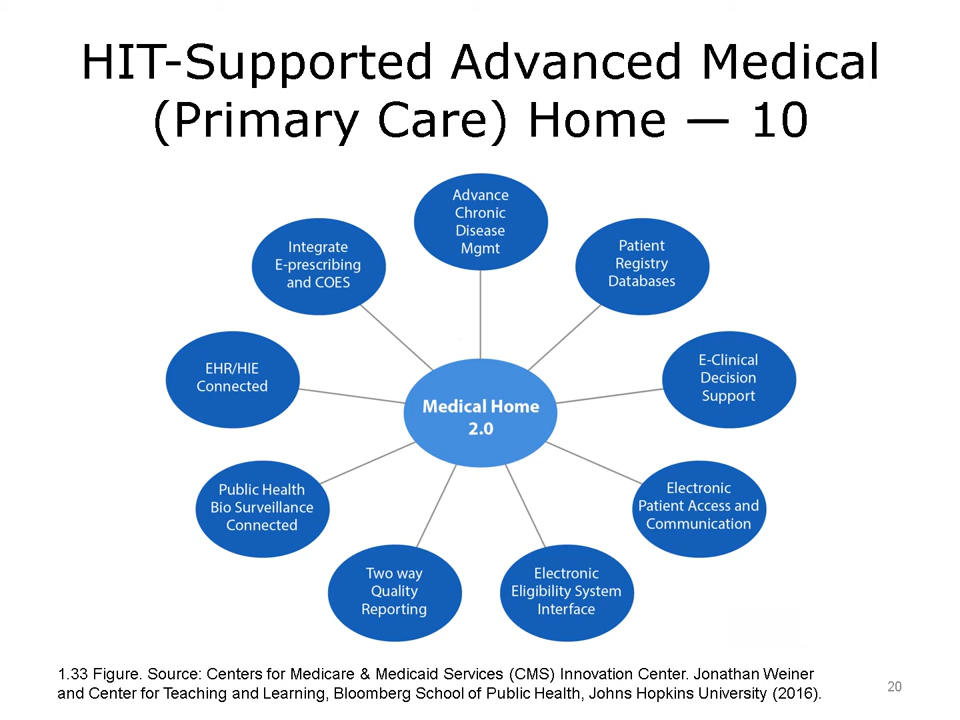 HIT-Supported Advanced Medical
(Primary Care) Home — 10
Advance
Chronic
Disease
Mgmt
Patient
Registry
Databases
E-Clinical
Decision
Support
Electronic
Patient Access and
Communication
Electronic
Eligibility System
Interface
Two way
Quality
Reporting
Public Health
Bio Surveillance
Connected
EHR/HIE
Connected
Integrate
E-prescribing
and COES
Medical Home
2.0
1.33 Figure. Source: Centers for Medicare & Medicaid Services (CMS) Innovation Center. Jonathan Weiner
and Center for Teaching and Learning, Bloomberg School of Public Health, Johns Hopkins University (2016).
20